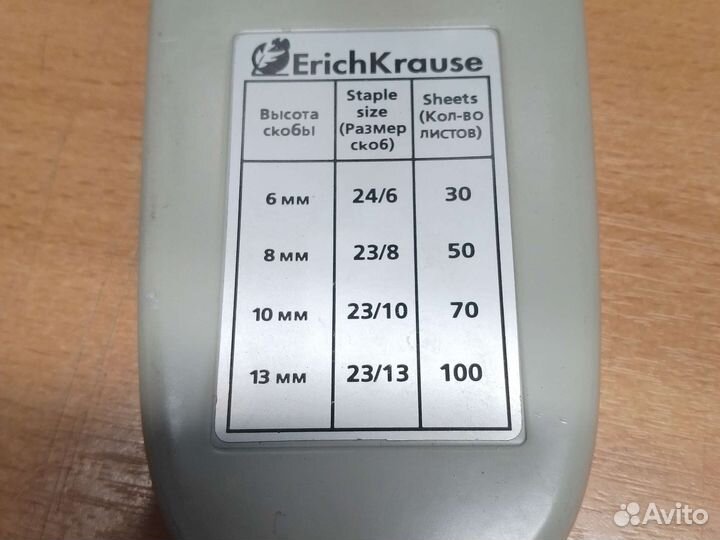 ErichKrause
Высота
скобы
Staple
size
(Размер
скоб)
Sheets
(Кол-во
листов)
6 мм 24/6 30
8 мм 23/8 50
10 мм 23/10 70
13 мм 23/13 100
Avito